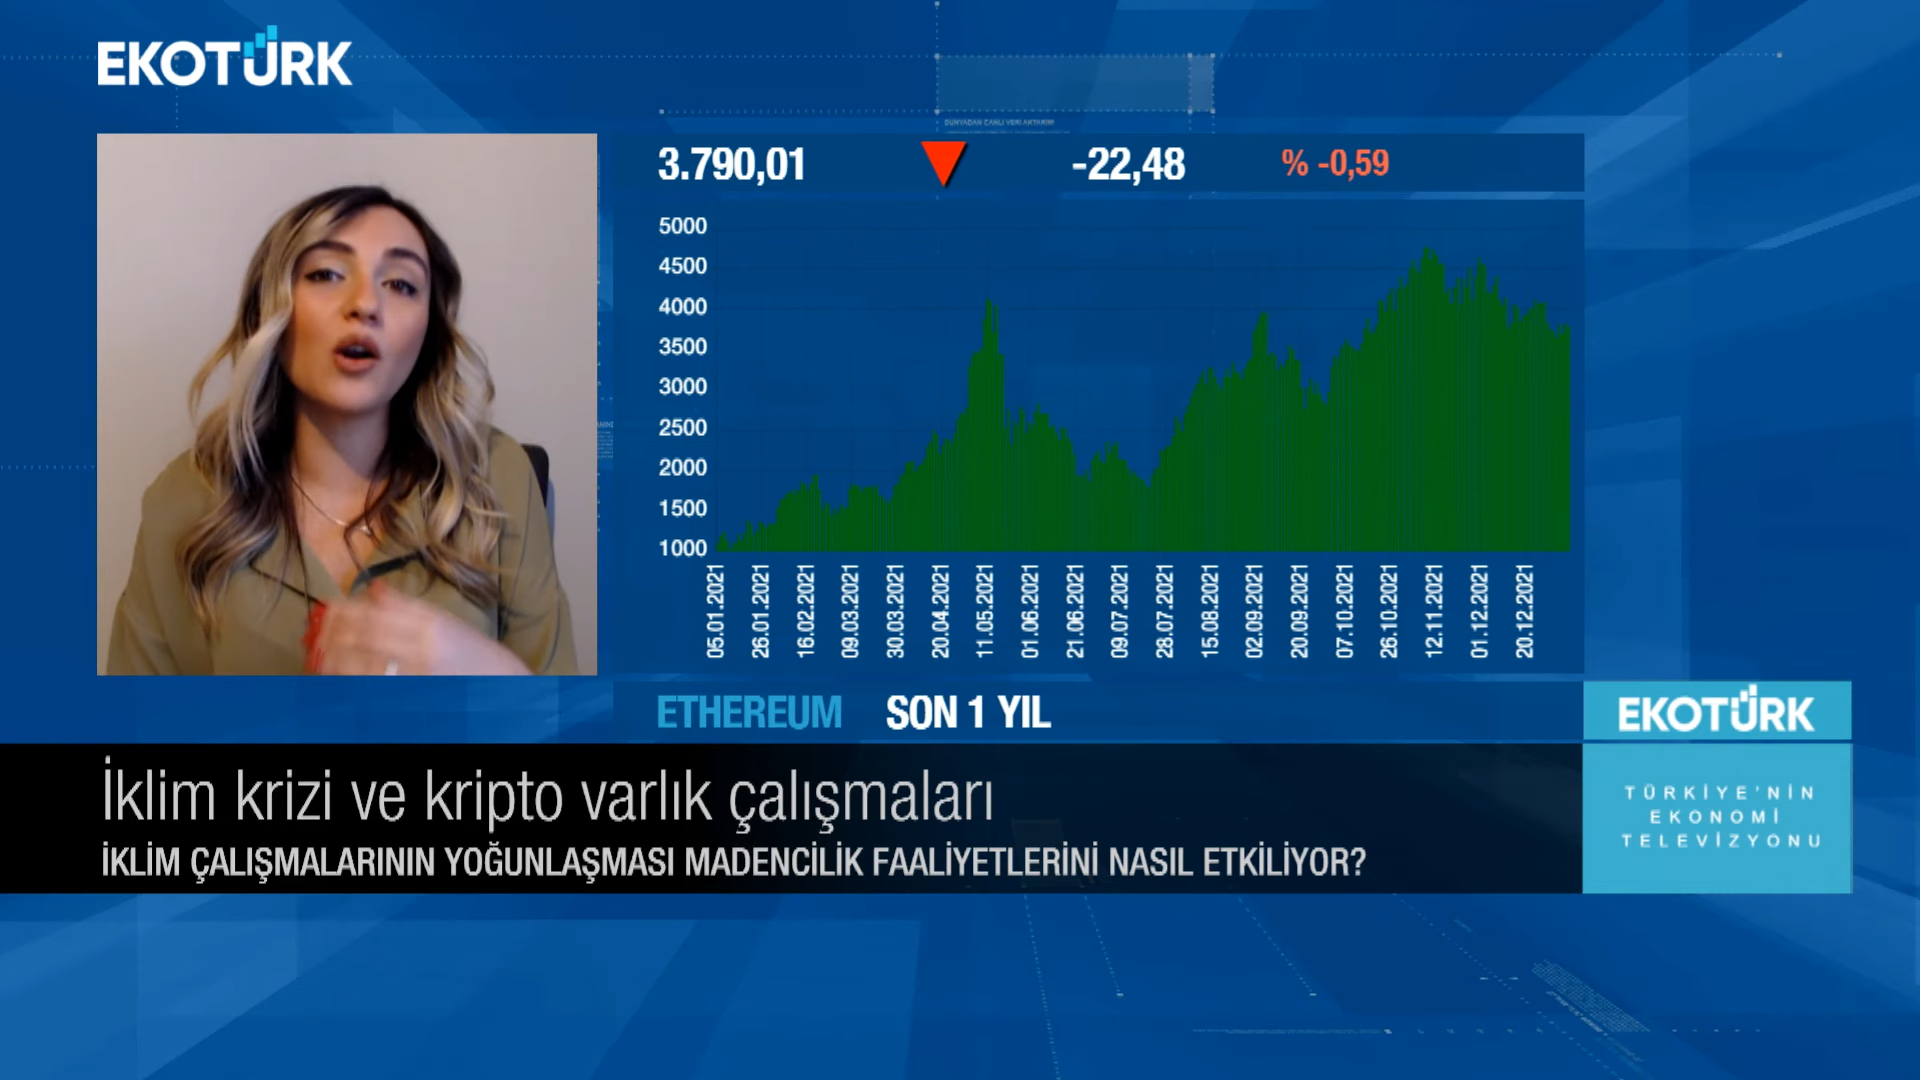 EKOTÜRK
DÜNYADAN CANLI VERİ AKTARIMI
3.790,01 -22,48 % -0,59
5000
4500
4000
3500
3000
2500
2000
1500
1000
05.01.2021 26.01.2021 16.02.2021 09.03.2021 30.03.2021 20.04.2021 11.05.2021 01.06.2021 21.06.2021 09.07.2021 28.07.2021 15.08.2021 02.09.2021 20.09.2021 07.10.2021 26.10.2021 12.11.2021 01.12.2021 20.12.2021
ETHEREUM SON 1 YIL
EKOTÜRK
İklim krizi ve kripto varlık çalışmaları
İKLİM ÇALIŞMALARININ YOĞUNLAŞMASI MADENCİLİK FAALİYETLERİNİ NASIL ETKİLİYOR?
TÜRKİYE'NİN
EKONOMİ
TELEVİZYONU